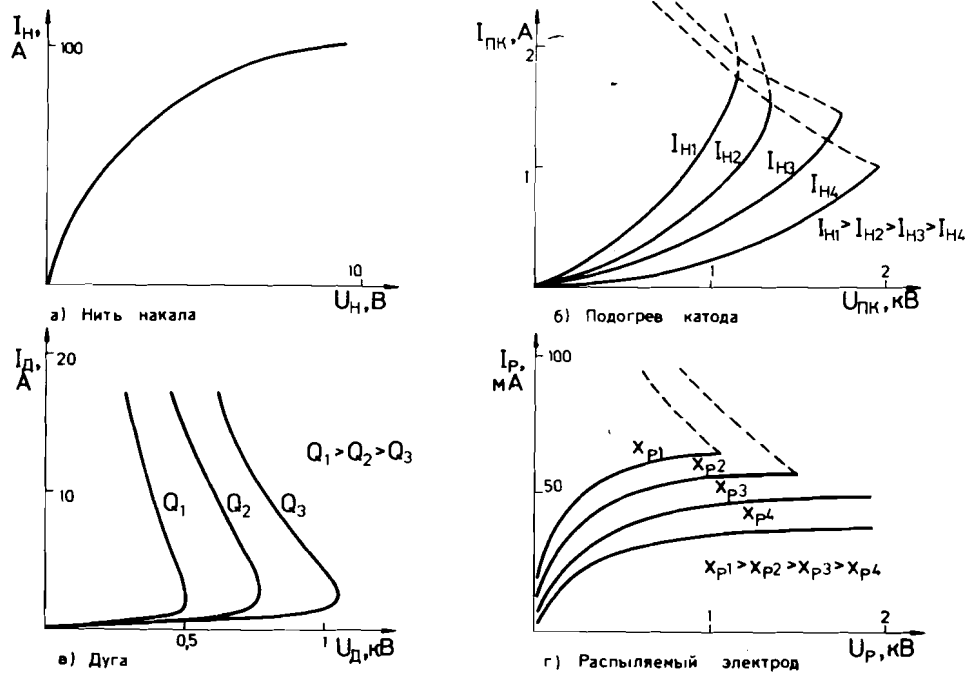 Iн,
А
100
10
Uн,В
а) Нить накала
Iпк,А
2
1
Iн1
Iн2
Iн3
Iн4
Iн1>Iн2>Iн3>Iн4
1
2
Uпк,кВ
б) Подогрев катода
Iд,
А
20
10
Q1
Q2
Q3
Q1>Q2>Q3
0,5
1
Uд,кВ
в) Дуга
Iр,
мА
100
50
xр1
xр2
xр3
xр4
xр1>xр2>xр3>xр4
1
2
Uр,кВ
г) Распыляемый электрод